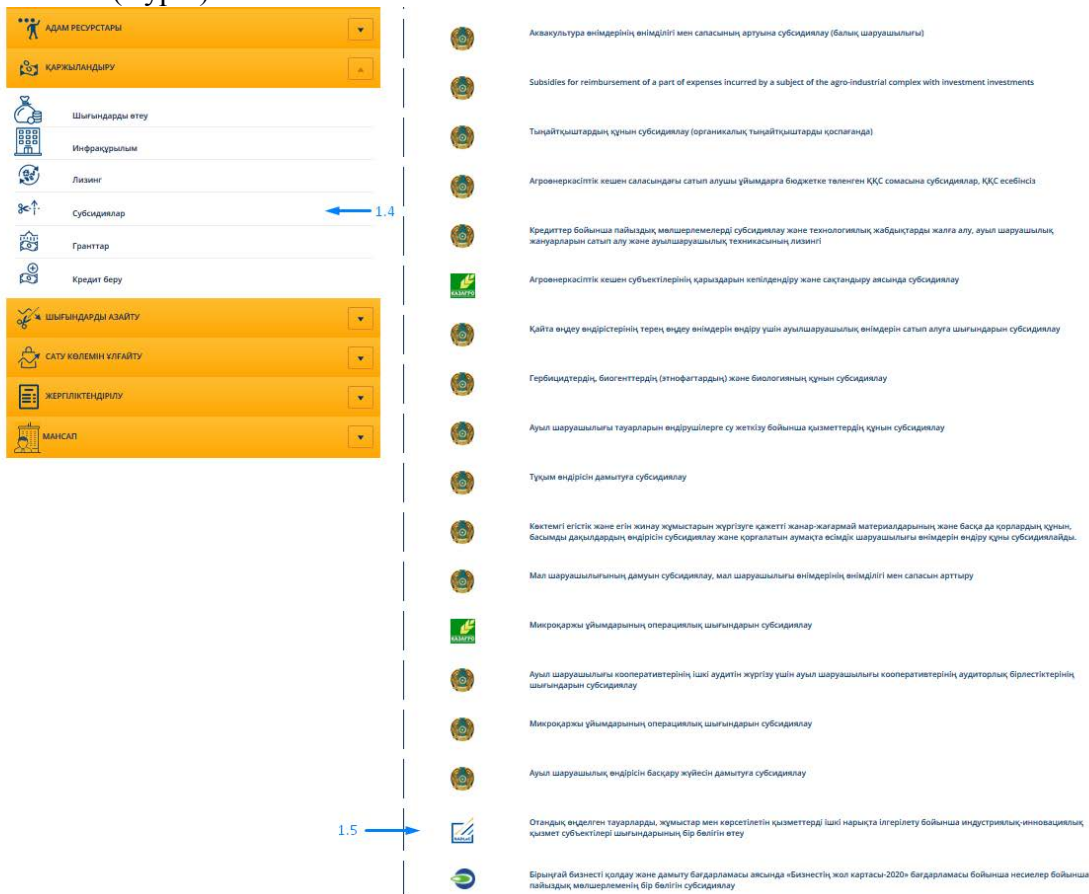 АДАМ РЕСУРСТАРЫ
ҚАРЖЫЛАНДЫРУ
Шығындарды өтеу
Инфрақұрылым
Лизинг
Субсидиялар
1.4
Гранттар
Кредит беру
ШЫҒЫНДАРДЫ АЗАЙТУ
САТУ КӨЛЕМІН ҰЛҒАЙТУ
ЖЕРГІЛІКТЕНДІРІЛУ
МАНСАП
Аквакультура өнімдерінің өнімділігі мен сапасының артуына субсидиялау (балық шаруашылығы)
Subsidies for reimbursement of a part of expenses incurred by a subject of the agro-industrial complex with investment investments
Тыңайтқыштардың құнын субсидиялау (органикалық тыңайтқыштарды қоспағанда)
Агроөнеркәсіптік кешен саласындағы сатып алушы ұйымдарға бюджетке төленген ҚҚС сомасына субсидиялар, ҚҚС есебінсіз
Кредиттер бойынша пайыздық мөлшерлемелерді субсидиялау және технологиялық жабдықтарды жалға алу, ауыл шаруашылық
жануарларын сатып алу және ауылшаруашылық техникасының лизингі
ҚАЗАГРО
Агроөнеркәсіптік кешен субъектілерінің қарыздарын кепілдендіру және сақтандыру аясында субсидиялау
Қайта өңдеу өндірістерінің терең өңдеу өнімдерін өндіру үшін ауылшаруашылық өнімдерін сатып алуға шығындарын субсидиялау
Гербицидтердің, биогенттердің (этнофагтардың) және биологияның құнын субсидиялау
Ауыл шаруашылығы тауарларын өндірушілерге су жеткізу бойынша қызметтердің құнын субсидиялау
Тұқым өндірісін дамытуға субсидиялау
Көктемгі егістік және егін жинау жұмыстарын жүргізуге қажетті жанар-жағармай материалдарының және басқа да қорлардың құнын,
басымды дақылдардың өндірісін субсидиялау және қорғалатын аумақта өсімдік шаруашылығы өнімдерін өндіру құны субсидиялайды.
Мал шаруашылығының дамуын субсидиялау, мал шаруашылығы өнімдерінің өнімділігі мен сапасын арттыру
ҚАЗАГРО
Микроқаржы ұйымдарының операциялық шығындарын субсидиялау
Ауыл шаруашылығы кооперативтерінің ішкі аудитін жүргізу үшін ауыл шаруашылығы кооперативтерінің аудиторлық бірлестіктерінің
шығындарын субсидиялау
Микроқаржы ұйымдарының операциялық шығындарын субсидиялау
Ауыл шаруашылық өндірісін басқару жүйесін дамытуға субсидиялау
1.5
Отандық өңделген тауарларды, жұмыстар мен көрсетілетін қызметтерді ішкі нарықта ілгерілету бойынша индустриялық-инновациялық
қызмет субъектілері шығындарының бір бөлігін өтеу
Бірыңғай бизнесті қолдау және дамыту бағдарламасы аясында «Бизнестің жол картасы-2020» бағдарламасы бойынша несиелер бойынша
пайыздық мөлшерлеменің бір бөлігін субсидиялау